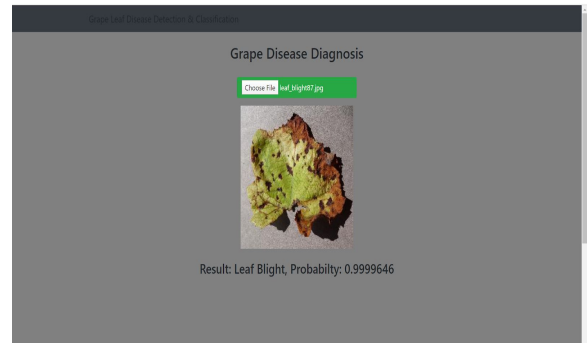 Grape Leaf Disease Detection & Classification
Grape Disease Diagnosis
Choose File leaf_blight87.jpg
Result: Leaf Blight, Probabilty: 0.9999646